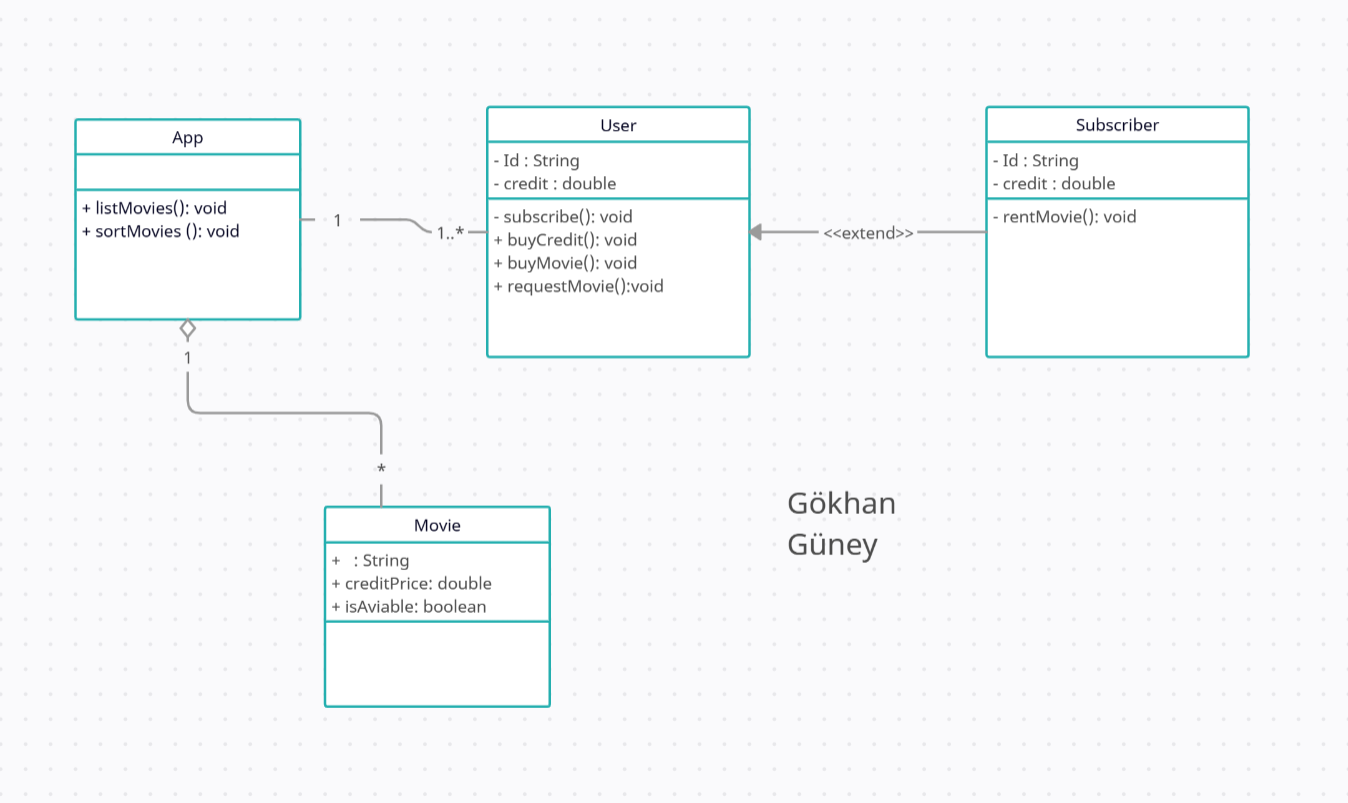 App
+ listMovies(): void
+ sortMovies (): void
1
1..*
User
- Id : String
- credit : double
- subscribe(): void
+ buyCredit(): void
+ buyMovie(): void
+ requestMovie():void
<<extend>>
Subscriber
- Id : String
- credit : double
- rentMovie(): void
1
*
Movie
+   : String
+ creditPrice: double
+ isAviable: boolean
Gökhan
Güney